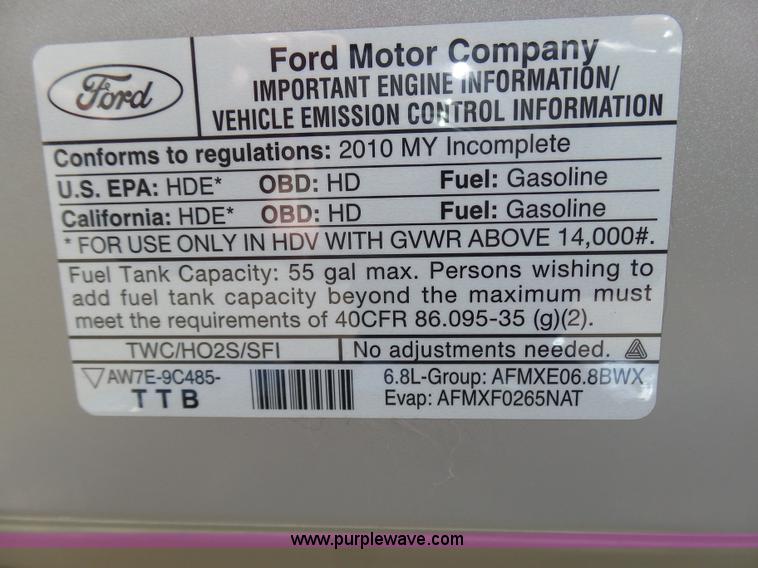 Ford
Ford Motor Company
IMPORTANT ENGINE INFORMATION/
VEHICLE EMISSION CONTROL INFORMATION
Conforms to regulations: 2010 MY Incomplete
U.S. EPA: HDE* OBD: HD Fuel: Gasoline
California: HDE* OBD: HD Fuel: Gasoline
* FOR USE ONLY IN HDV WITH GVWR ABOVE 14,000#.
Fuel Tank Capacity: 55 gal max. Persons wishing to
add fuel tank capacity beyond the maximum must
meet the requirements of 40CFR 86.095-35 (g)(2).
TWC/HO2S/SFI No adjustments needed.
AW7E-9C485- 6.8L-Group: AFMXE06.8BWX
TTB Evap: AFMXF0265NAT
www.purplewave.com